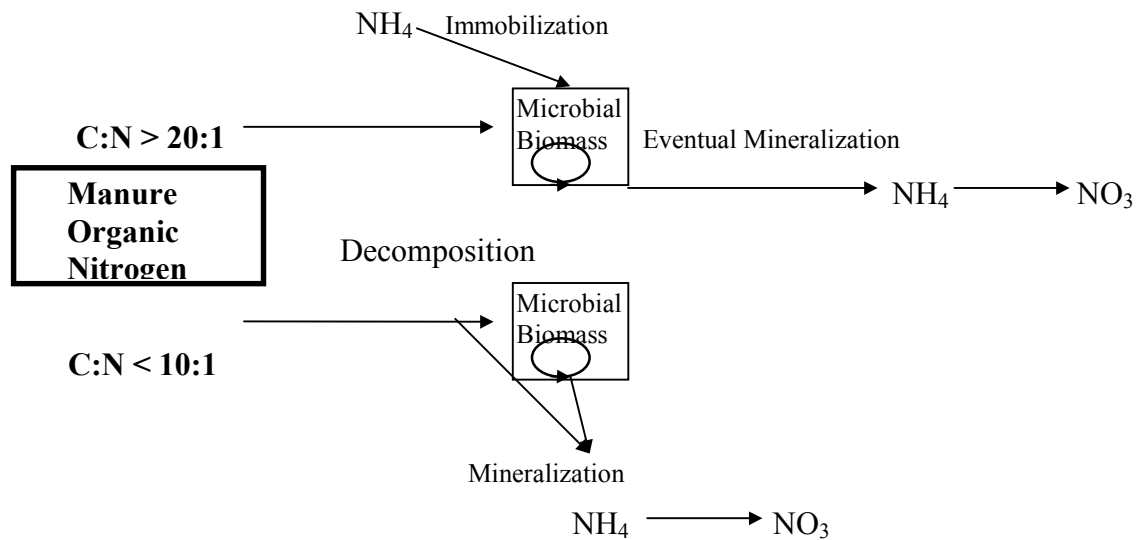 NH₄ Immobilization
Microbial
Biomass
C:N > 20:1
Eventual Mineralization
NH₄
NO₃
Manure
Organic
Nitrogen
Decomposition
Microbial
Biomass
C:N < 10:1
Mineralization
NH₄
NO₃